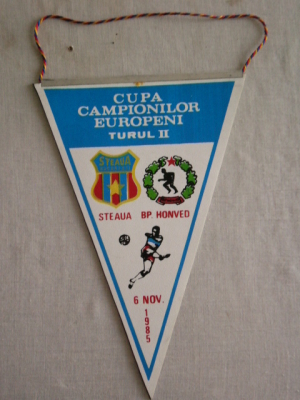 CUPA
CAMPIONILOR
EUROPENI
TURUL II
STEAUA
STEAUA BP. HONVED
6 NOV.
1985